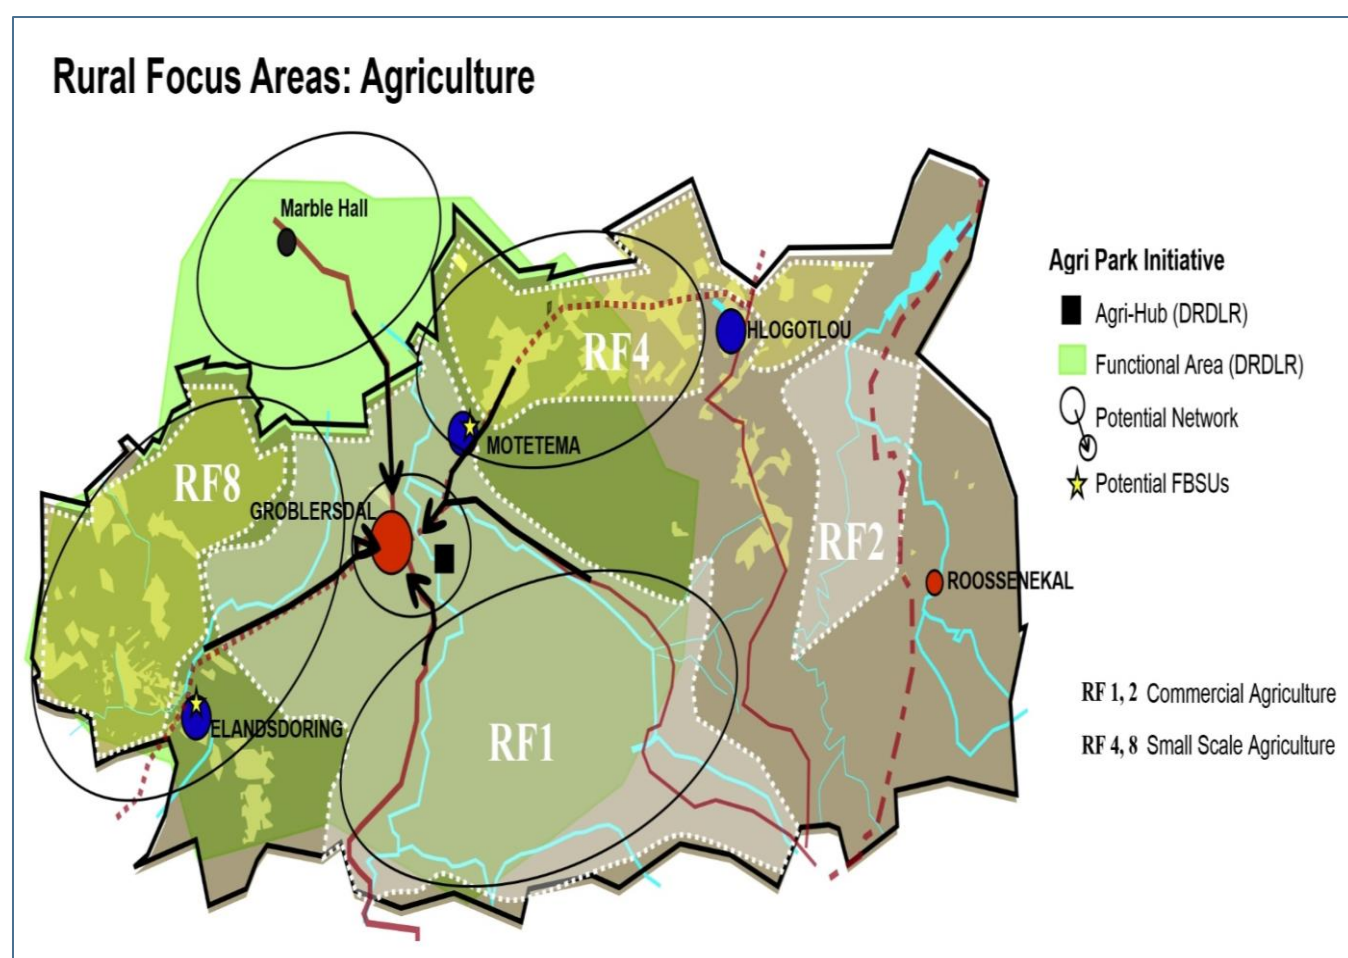 Rural Focus Areas: Agriculture
Marble Hall
RF4
HLOGOTLOU
MOTETEMA
RF8
GROBLERSDAL
RF2
ROOSSENEKAL
ELANDSDORING
RF1
Agri Park Initiative
Agri-Hub (DRDLR)
Functional Area (DRDLR)
Potential Network
Potential FBSUs
RF 1, 2 Commercial Agriculture
RF 4, 8 Small Scale Agriculture